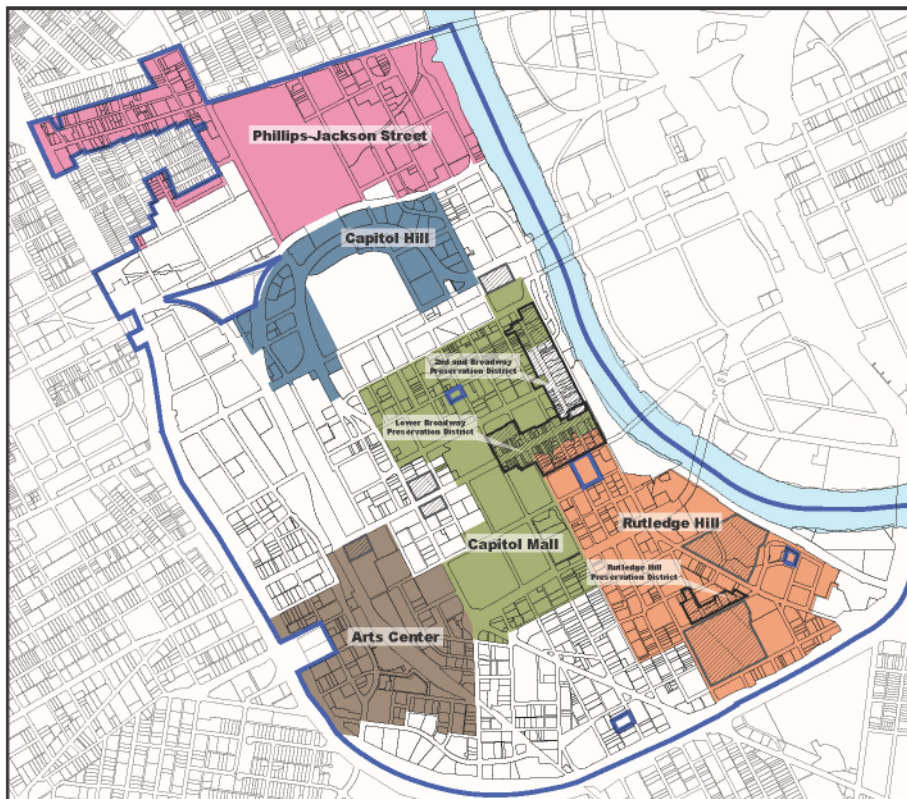 Phillips-Jackson Street
Capitol Hill
2nd and Broadway
Preservation District
Lower Broadway
Preservation District
Rutledge Hill
Capitol Mall
Rutledge Hill
Preservation District
Arts Center